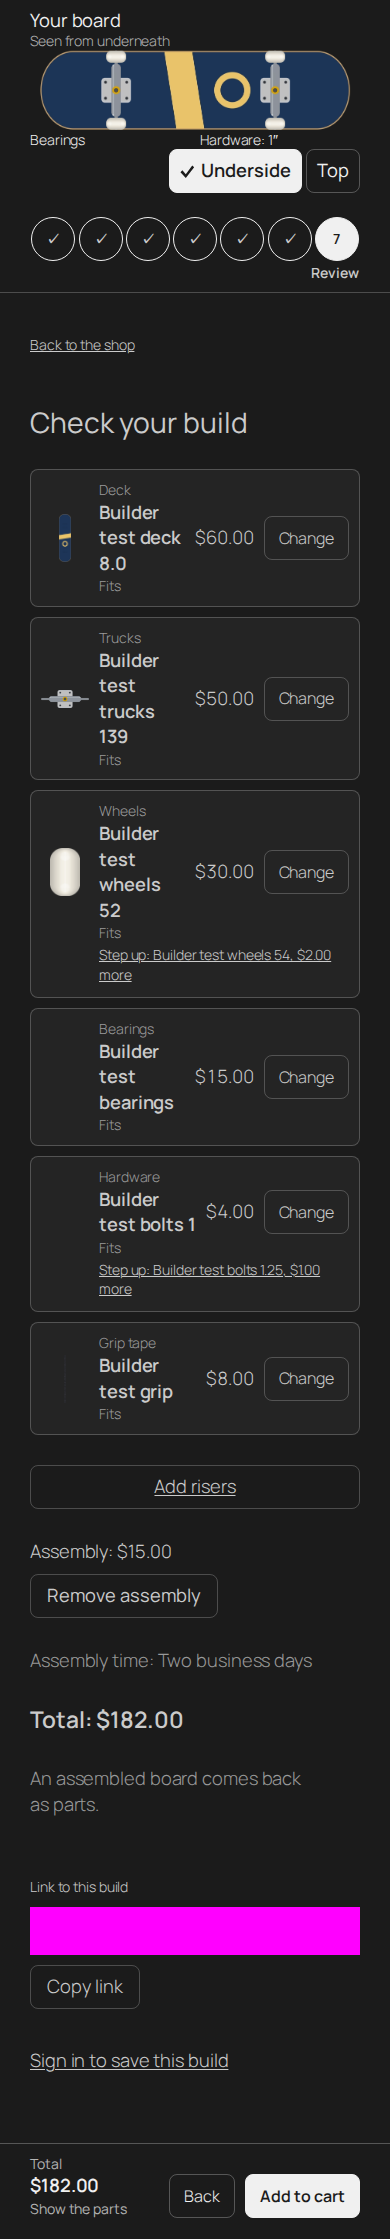 Your board
Seen from underneath
Bearings
Hardware: 1″
✓ Underside
Top
✓ ✓ ✓ ✓ ✓ ✓ 7
Review
Back to the shop
Check your build
Deck
Builder
test deck
8.0
$60.00
Change
Fits
Trucks
Builder
test
trucks
139
$50.00
Change
Fits
Wheels
Builder
test
wheels
52
$30.00
Change
Fits
Step up: Builder test wheels 54, $2.00
more
Bearings
Builder
test
bearings
$15.00
Change
Fits
Hardware
Builder
test bolts 1
$4.00
Change
Fits
Step up: Builder test bolts 1.25, $1.00
more
Grip tape
Builder
test grip
$8.00
Change
Fits
Add risers
Assembly: $15.00
Remove assembly
Assembly time: Two business days
Total: $182.00
An assembled board comes back
as parts.
Link to this build
Copy link
Sign in to save this build
Total
$182.00
Show the parts
Back
Add to cart